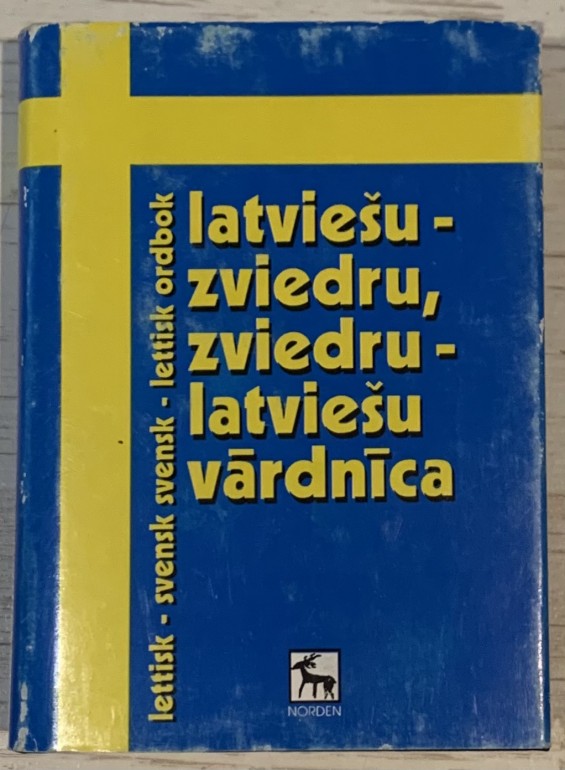 latviešu -
zviedru,
zviedru -
latviešu
vārdnīca
lettisk - svensk svensk - lettisk ordbok
NORDEN